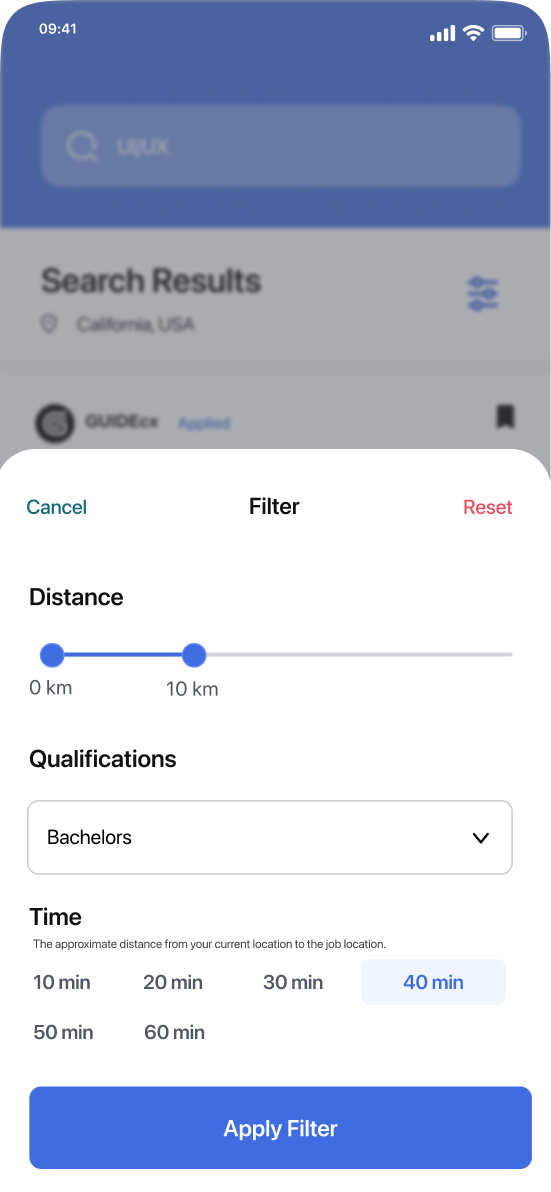 09:41
UI/UX
Search Results
California, USA
GUIDEcx Applied
Cancel Filter Reset
Distance
0 km 10 km
Qualifications
Bachelors
Time
The approximate distance from your current location to the job location.
10 min 20 min 30 min 40 min
50 min 60 min
Apply Filter